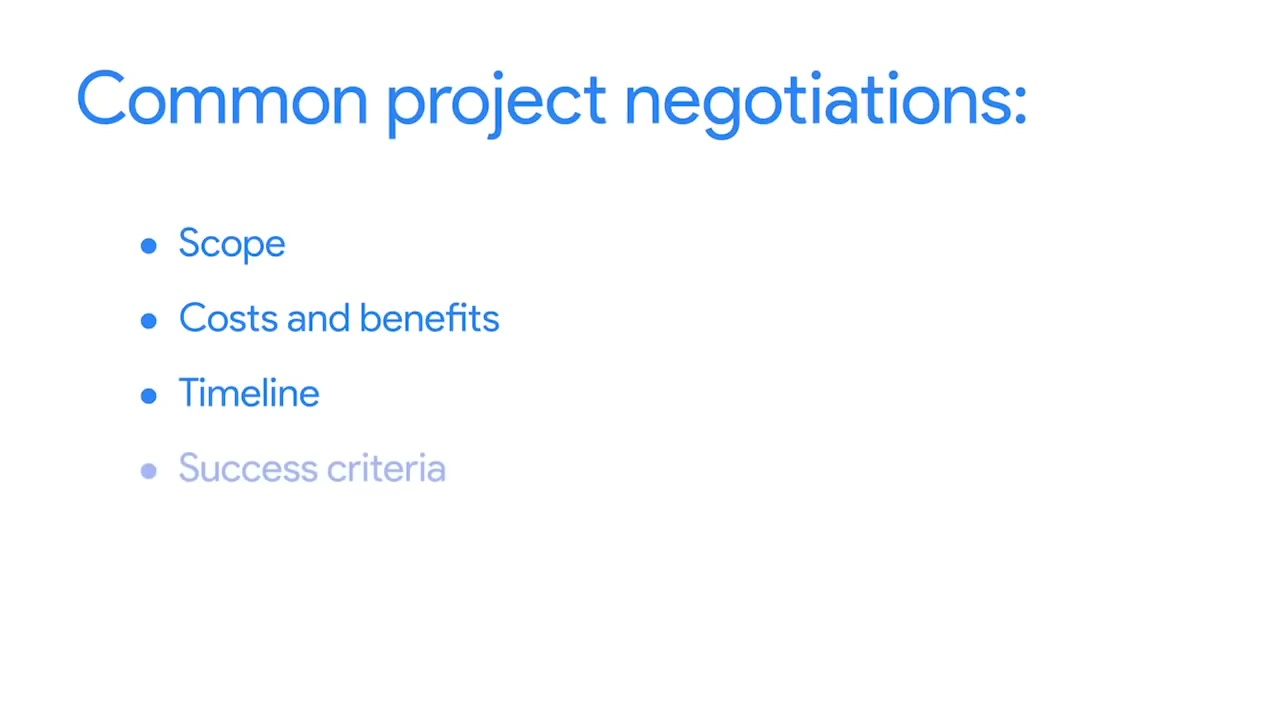 Common project negotiations:
• Scope
• Costs and benefits
• Timeline
• Success criteria